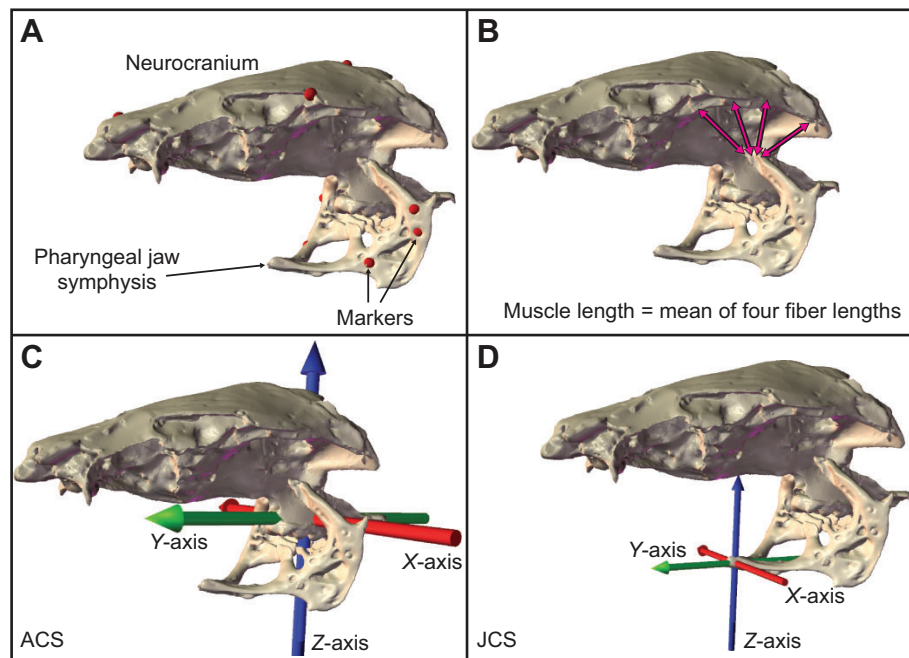 A
Neurocranium
Pharyngeal jaw
symphysis
Markers
B
Muscle length = mean of four fiber lengths
C
Y-axis
X-axis
Z-axis
ACS
D
Y-axis
X-axis
Z-axis
JCS